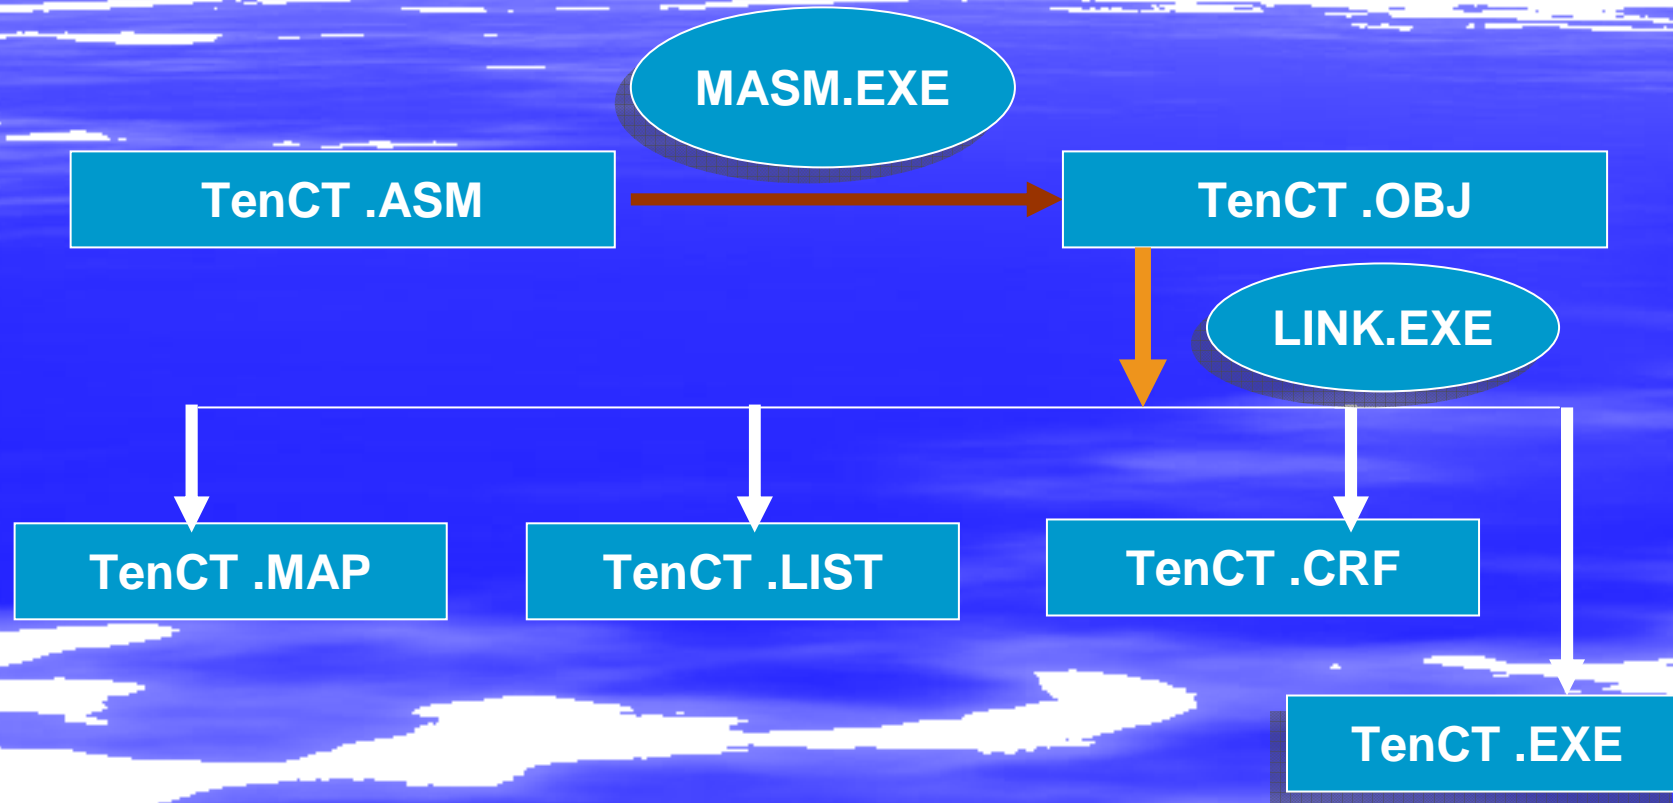 MASM.EXE
TenCT .ASM
TenCT .OBJ
LINK.EXE
TenCT .MAP
TenCT .LIST
TenCT .CRF
TenCT .EXE